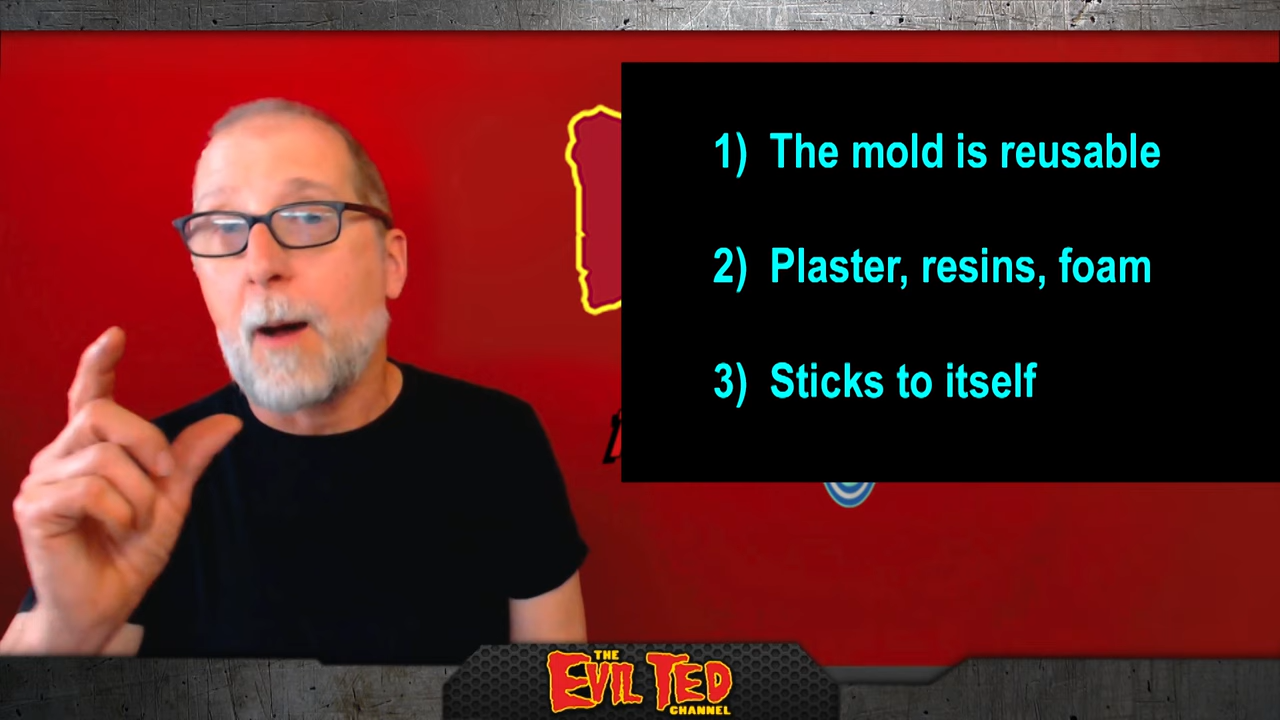 1) The mold is reusable
2) Plaster, resins, foam
3) Sticks to itself
THE
EVIL TED
CHANNEL